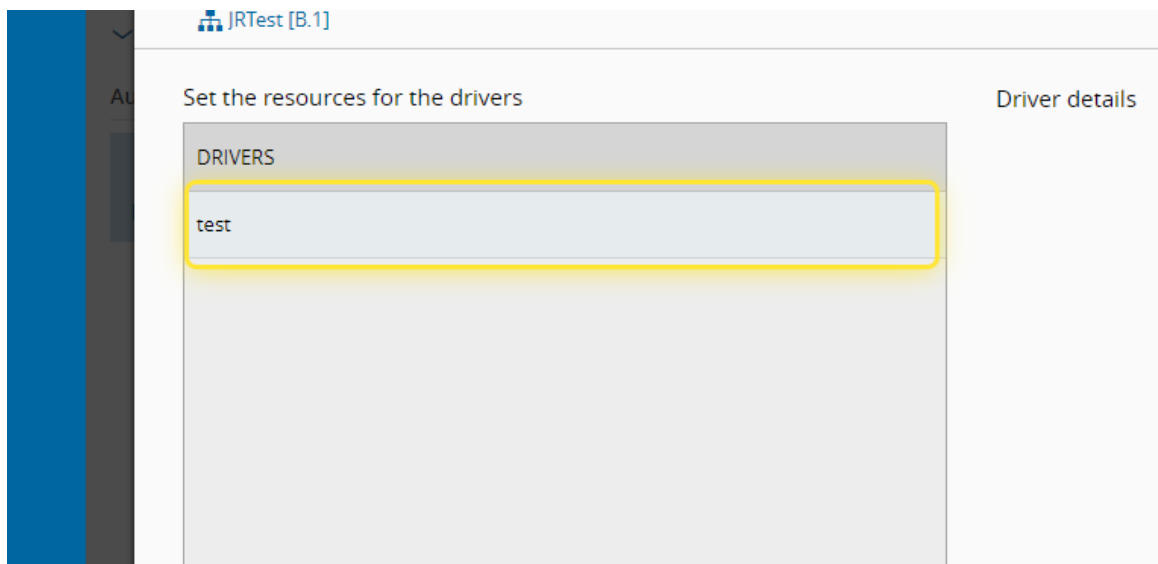 JRTest [B.1]
Au
Set the resources for the drivers
Driver details
DRIVERS
test